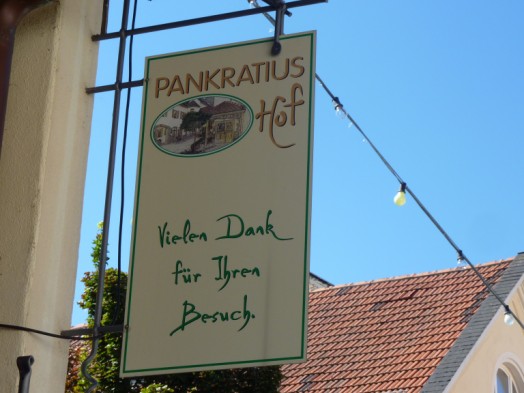 PANKRATIUS
Hof
Vielen Dank
für Ihren
Besuch.